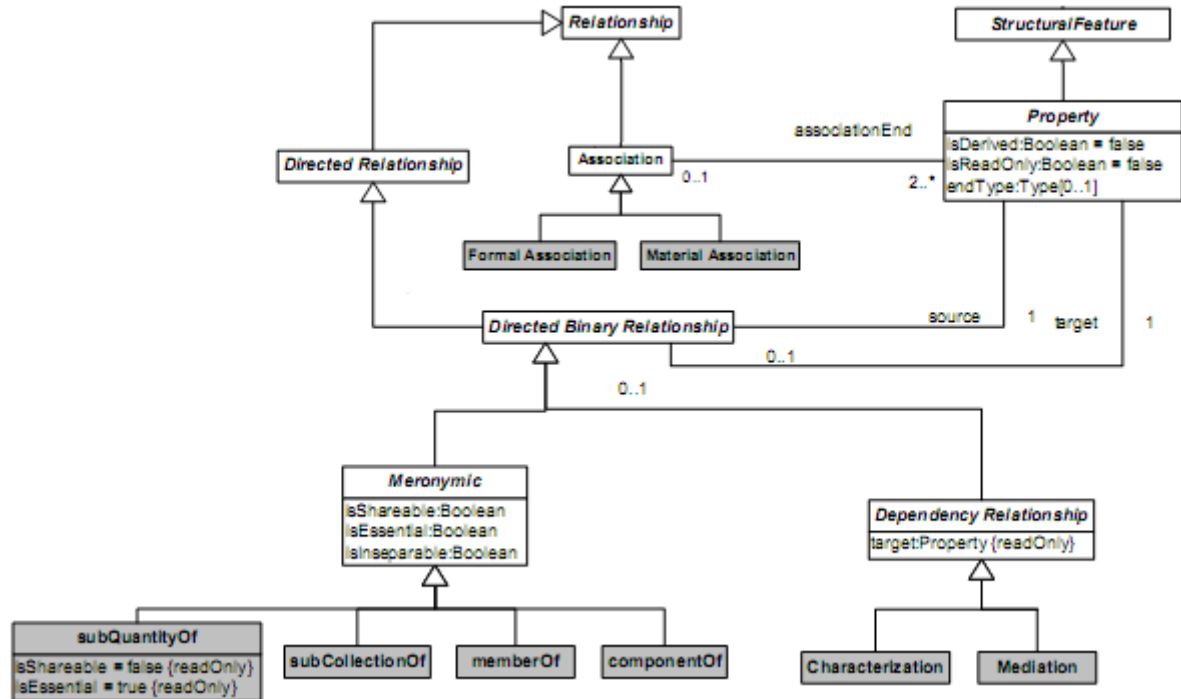 Relationship
StructuralFeature
Property
isDerived:Boolean = false
isReadOnly:Boolean = false
endType:Type[0..1]
associationEnd
Directed Relationship
Association
0..1
2..*
Formal Association
Material Association
Directed Binary Relationship
source
1
target
1
0..1
0..1
Meronymic
isShareable:Boolean
isEssential:Boolean
isInseparable:Boolean
Dependency Relationship
target:Property {readOnly}
subQuantityOf
isShareable = false {readOnly}
isEssential = true {readOnly}
subCollectionOf
memberOf
componentOf
Characterization
Mediation